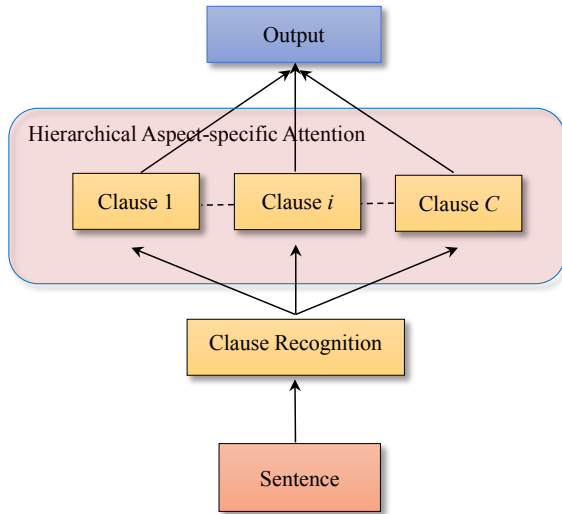 Output
Hierarchical Aspect-specific Attention
Clause 1
Clause i
Clause C
Clause Recognition
Sentence